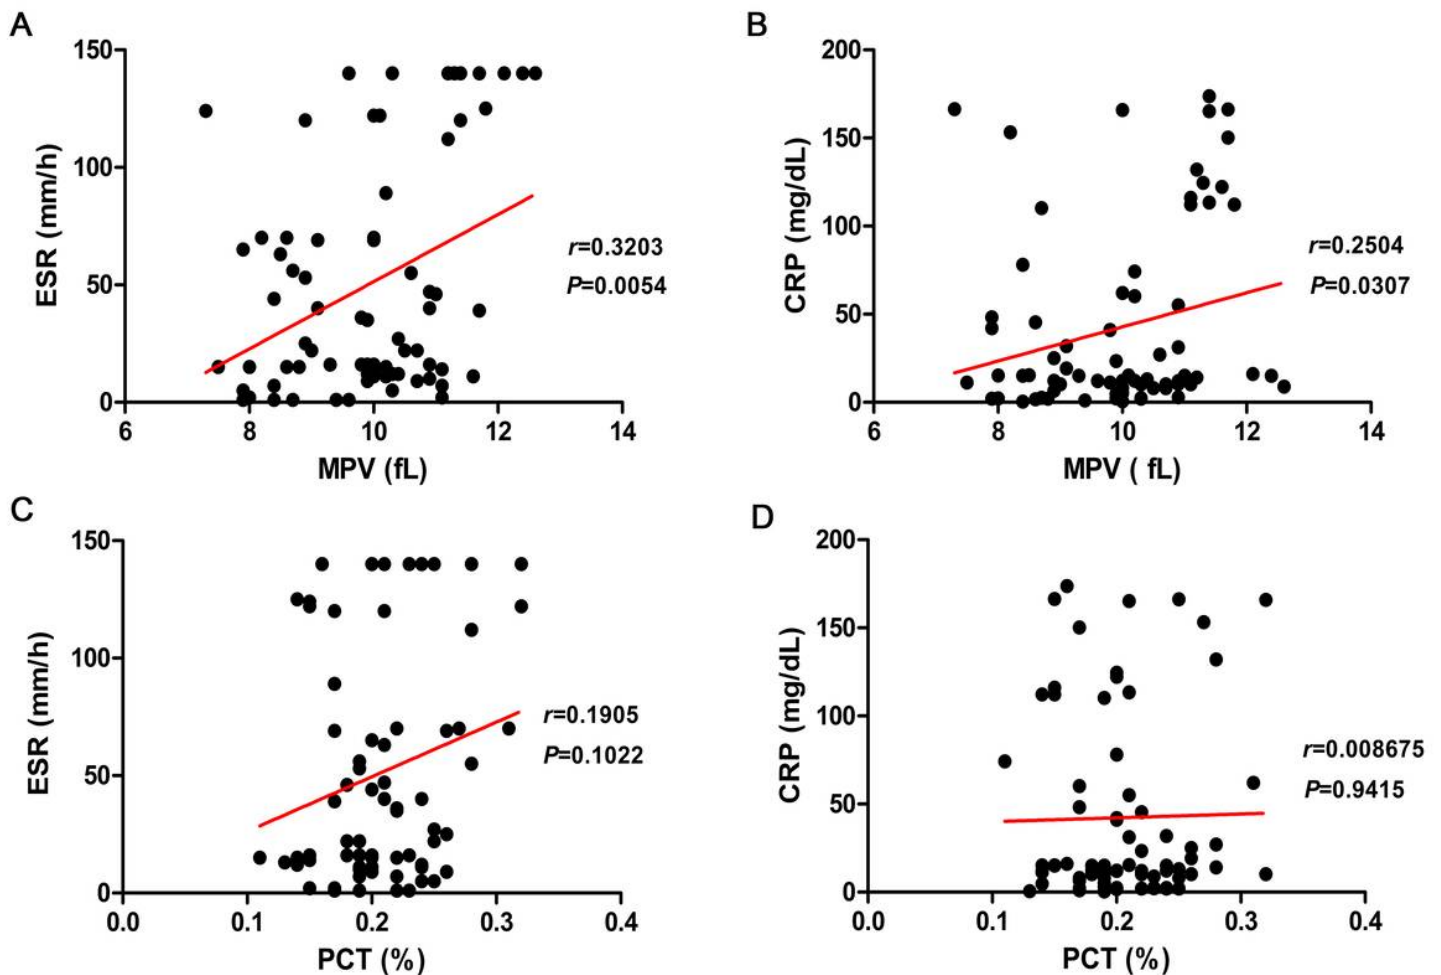 A
150
100
50
0
ESR (mm/h)
6 8 10 12 14
MPV (fL)
r=0.3203
P=0.0054
B
200
150
100
50
0
CRP (mg/dL)
6 8 10 12 14
MPV ( fL)
r=0.2504
P=0.0307
C
150
100
50
0
ESR (mm/h)
0.0 0.1 0.2 0.3 0.4
PCT (%)
r=0.1905
P=0.1022
D
200
150
100
50
0
CRP (mg/dL)
0.0 0.1 0.2 0.3 0.4
PCT (%)
r=0.008675
P=0.9415